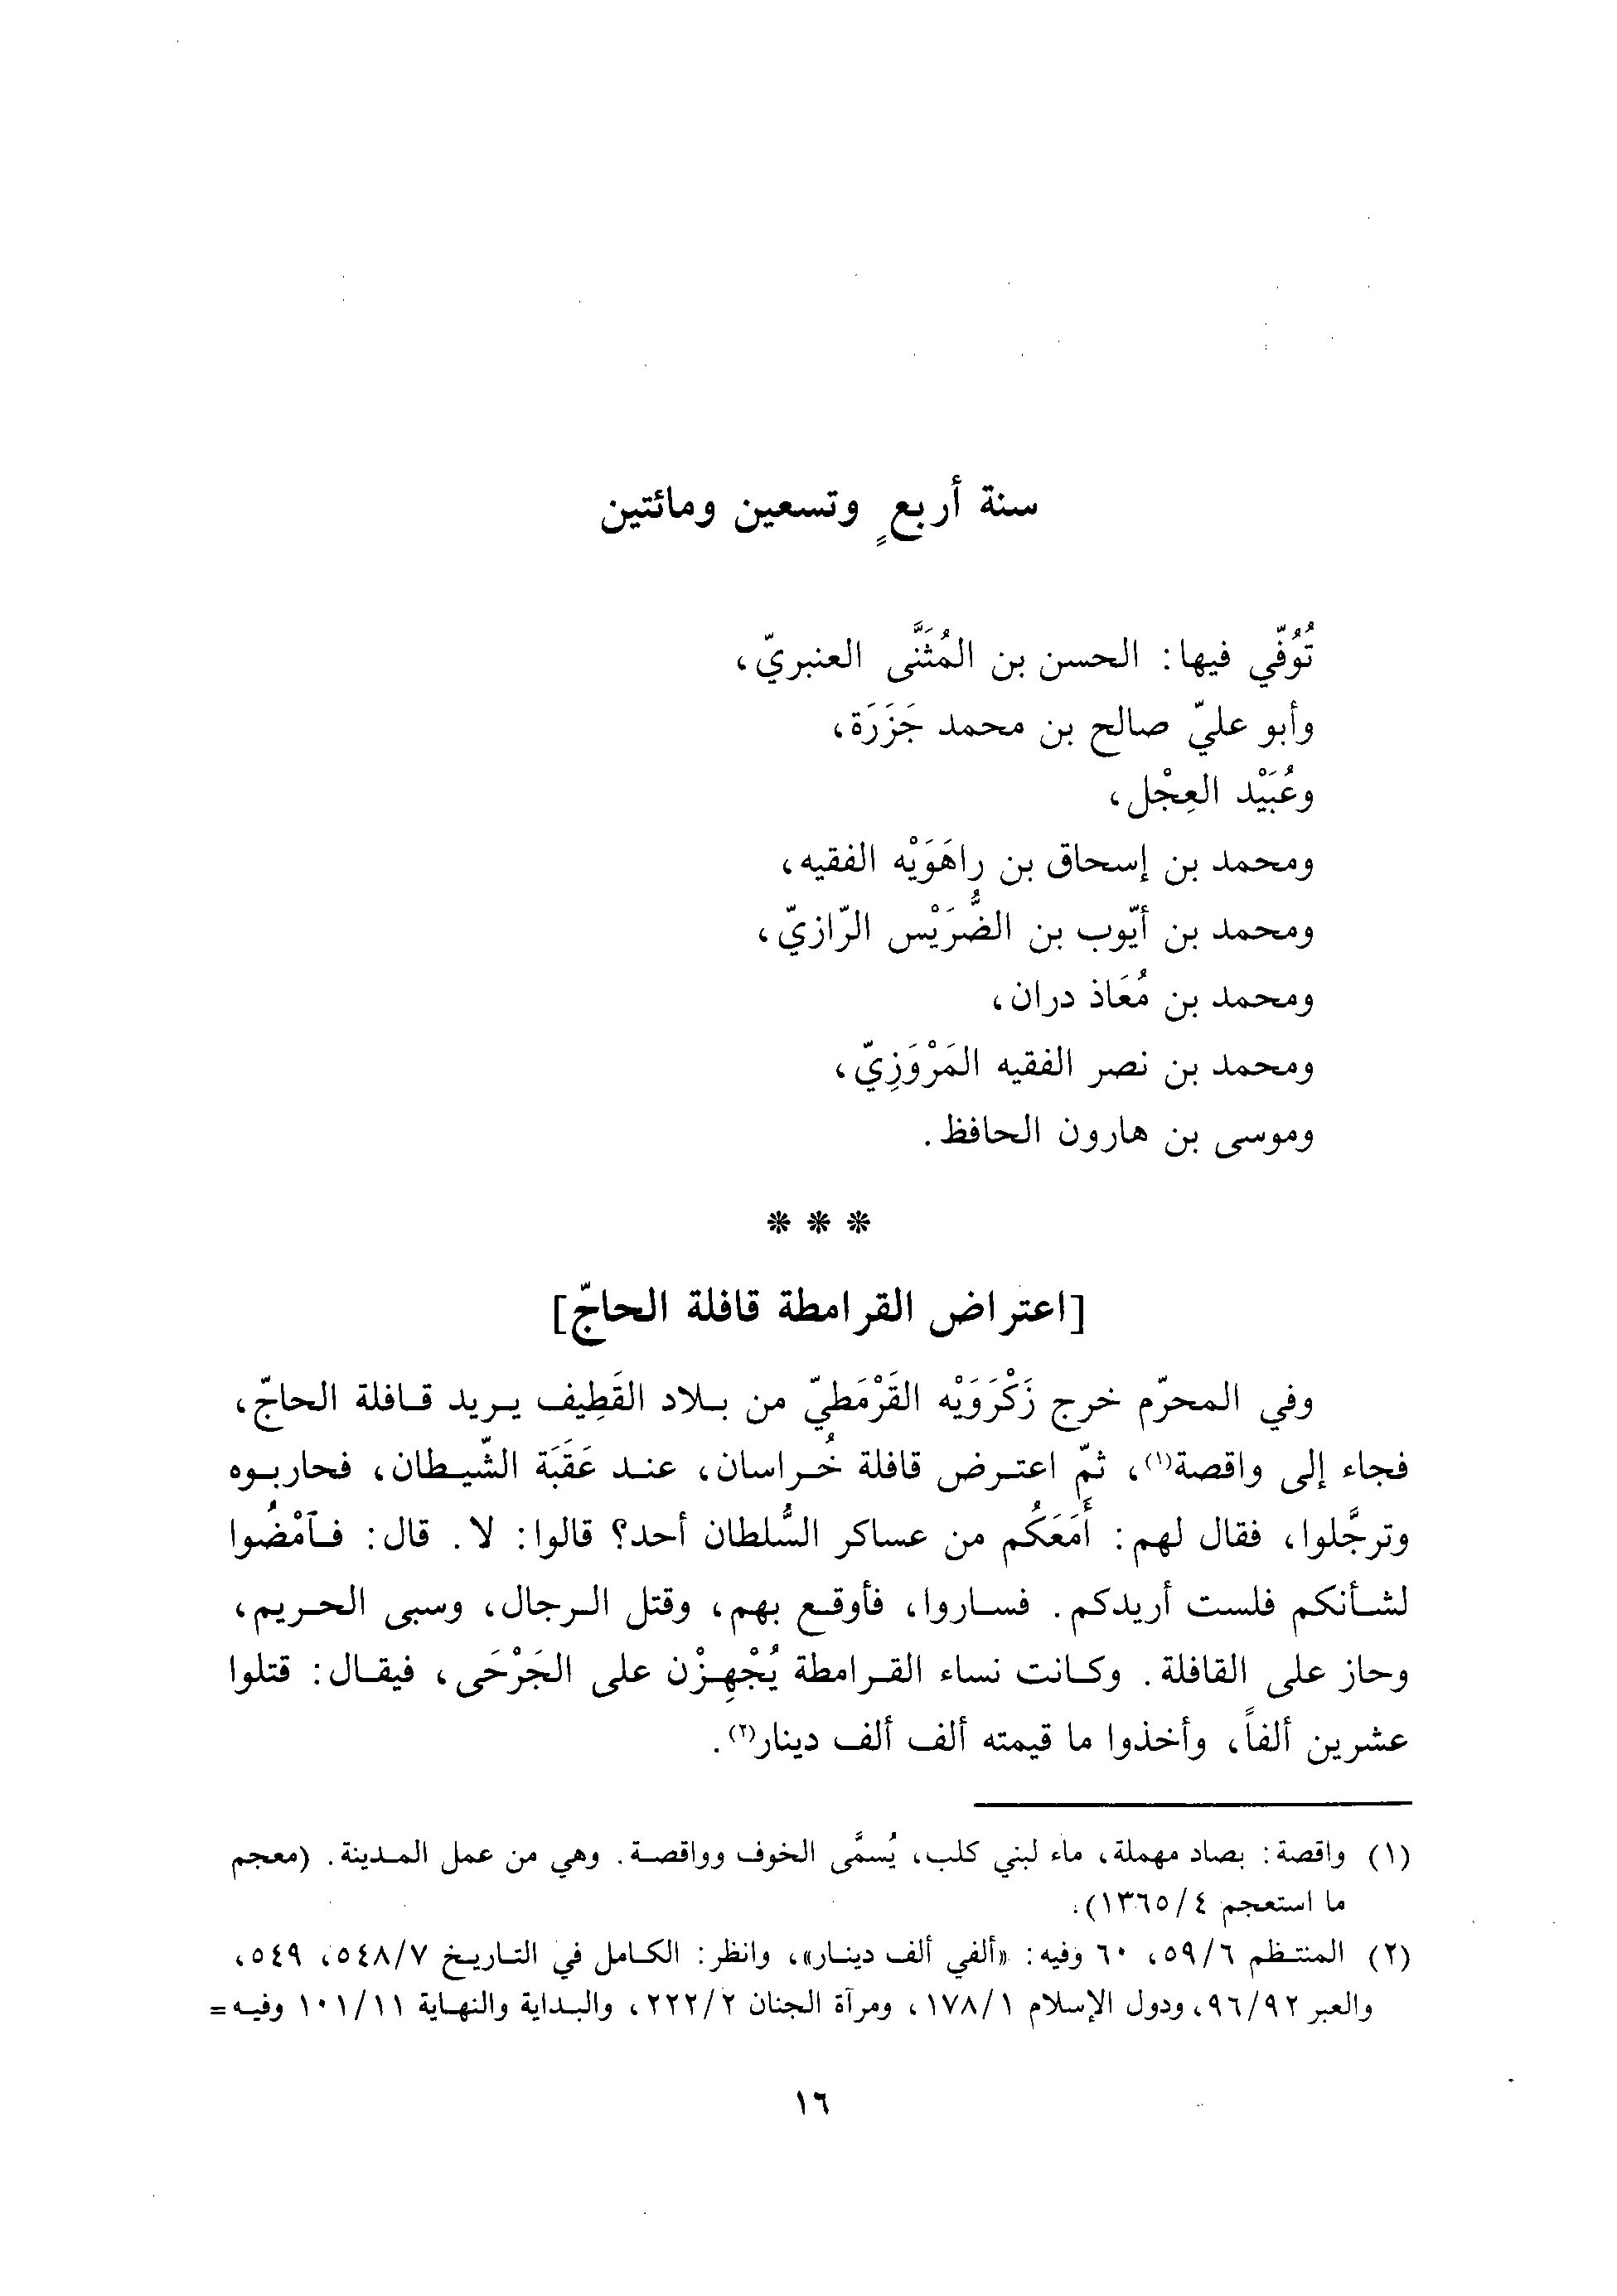 سنة أربعٍ وتسعين ومائتين
تُوُفّي فيها: الحسن بن المُثَنَّى العنبريّ،
وأبو عليّ صالح بن محمد جَزَرَة،
وعُبَيْد العِجْل،
ومحمد بن إسحاق بن راهَوَيْه الفقيه،
ومحمد بن أيّوب بن الضُّرَيْس الرّازيّ،
ومحمد بن مُعَاذ دران،
ومحمد بن نصر الفقيه المَرْوَزِيّ،
وموسى بن هارون الحافظ.
* * *
[اعتراض القرامطة قافلة الحاجّ]
وفي المحرّم خرج زَكْرَوَيْه القَرْمَطيّ من بلاد القَطِيف يريد قافلة الحاجّ،
فجاء إلى واقصة(١)، ثمّ اعترض قافلة خُراسان، عند عَقَبَة الشّيطان، فحاربوه
وترجَّلوا، فقال لهم: أَمَعَكُم من عساكر السُّلطان أحد؟ قالوا: لا. قال: فآمْضُوا
لشأنكم فلست أريدكم. فساروا، فأوقع بهم، وقتل الرجال، وسبى الحريم،
وحاز على القافلة. وكانت نساء القرامطة يُجْهِزْن على الجَرْحَى، فيقال: قتلوا
عشرين ألفاً، وأخذوا ما قيمته ألف ألف دينار(٢).
(١) واقصة: بصاد مهملة، ماء لبني كلب، يُسمَّى الخوف وواقصة. وهي من عمل المدينة. (معجم
ما استعجم ١٣٦٥/٤).
(٢) المنتظم ٥٩/٦، ٦٠ وفيه: «ألفي ألف دينار»، وانظر: الكامل في التاريخ ٥٤٨/٧، ٥٤٩،
والعبر ٩٦/٩٢، ودول الإسلام ١٧٨/١، ومرآة الجنان ٢٢٢/٢، والبداية والنهاية ١٠١/١١ وفيه=
١٦